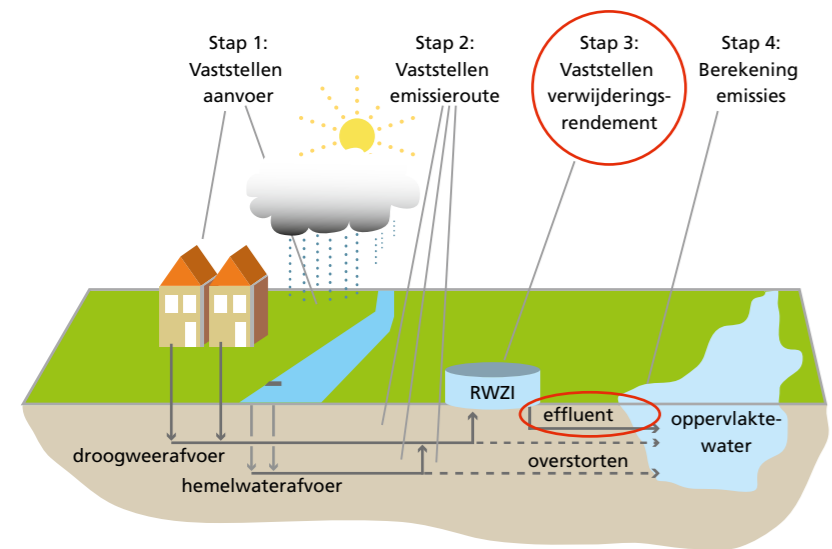 Stap 1:
Vaststellen
aanvoer
Stap 2:
Vaststellen
emissieroute
Stap 3:
Vaststellen
verwijderings-
rendement
Stap 4:
Berekening
emissies
RWZI
effluent
oppervlakte-
water
droogweerafvoer
overstorten
hemelwaterafvoer